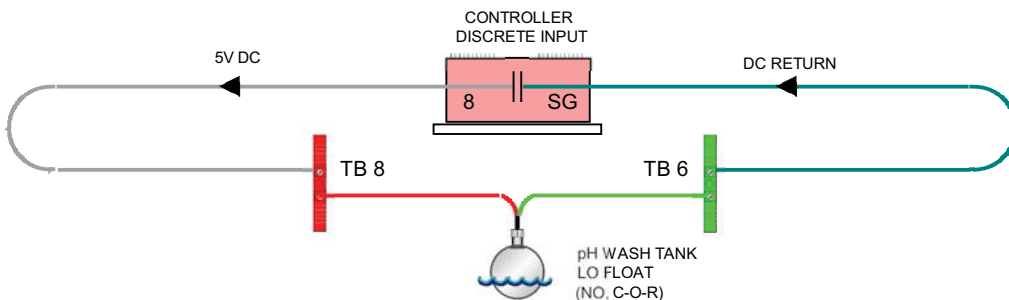 CONTROLLER
DISCRETE INPUT
5V DC
DC RETURN
8
SG
TB 8
TB 6
pH WASH TANK
LO FLOAT
(NO, C-O-R)